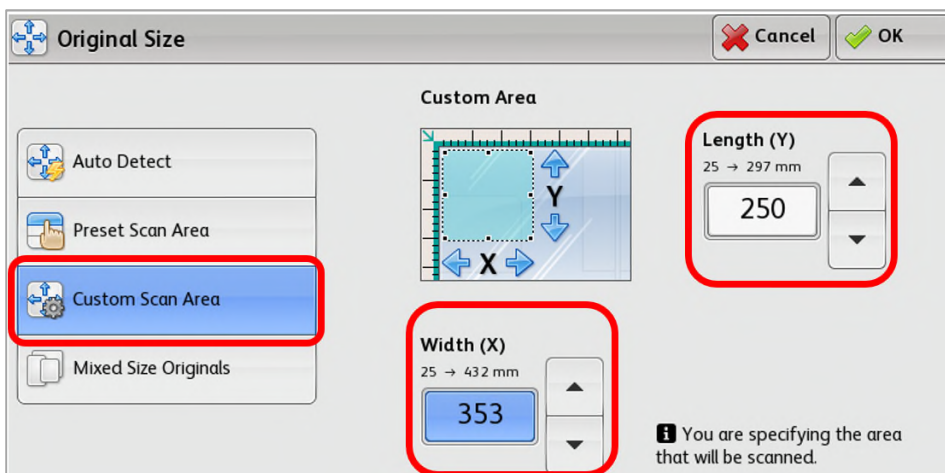 Original Size
Cancel
OK
Auto Detect
Preset Scan Area
Custom Scan Area
Mixed Size Originals
Custom Area
Y
X
Length (Y)
25 → 297 mm
250
Width (X)
25 → 432 mm
353
You are specifying the area
that will be scanned.